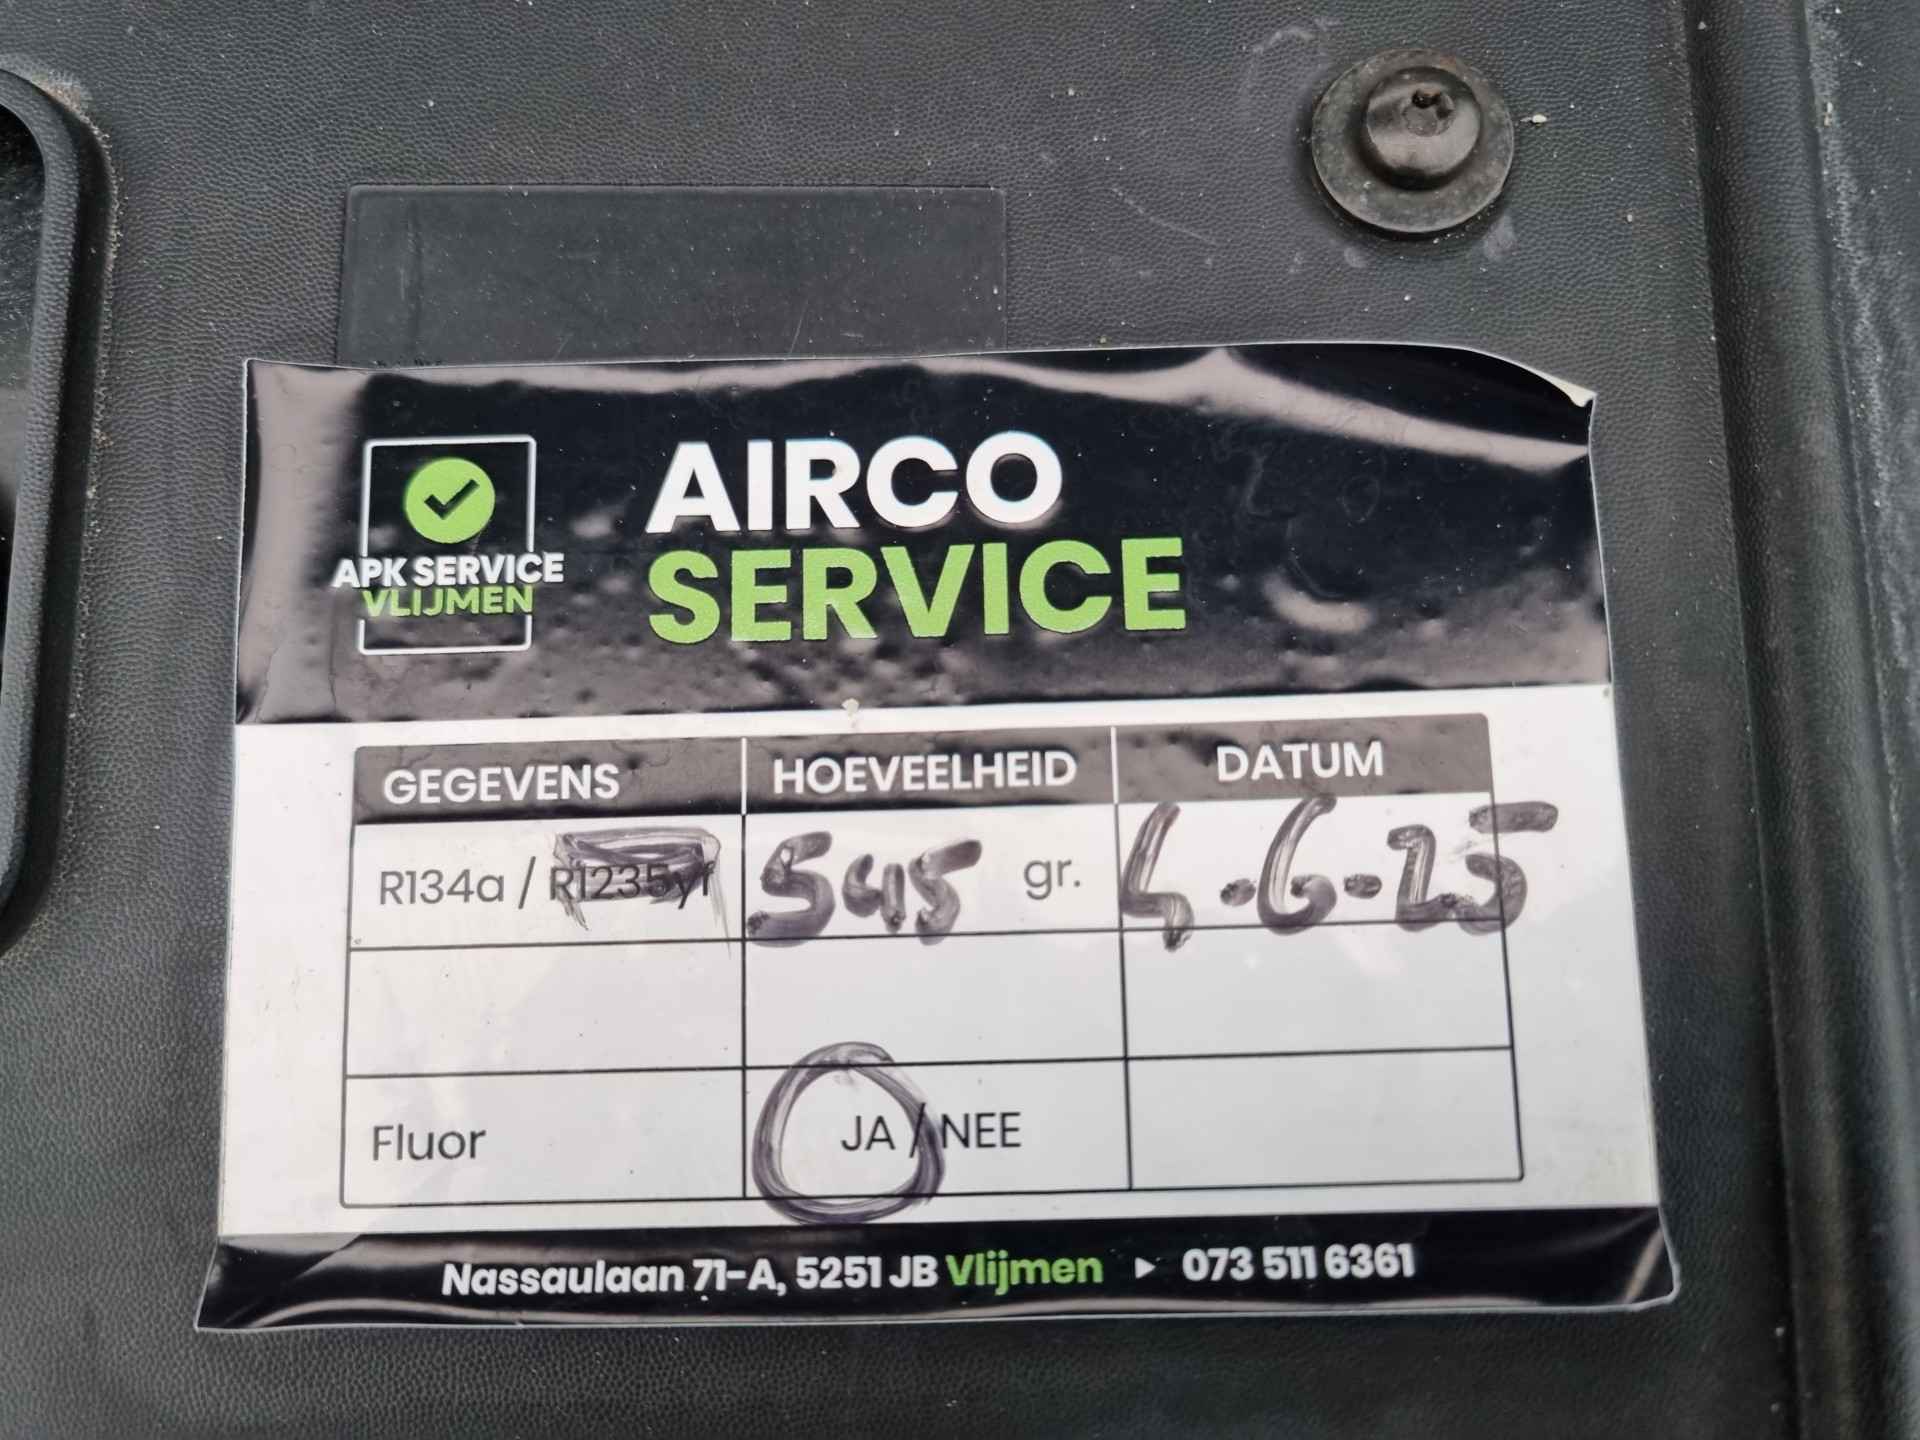 APK SERVICE
VLIJMEN
AIRCO
SERVICE
GEGEVENS HOEVEELHEID DATUM
R134a / R1235yf 545 gr. 4-6-25
Fluor JA / NEE
Nassaulaan 71-A, 5251 JB Vlijmen ▸ 073 511 6361